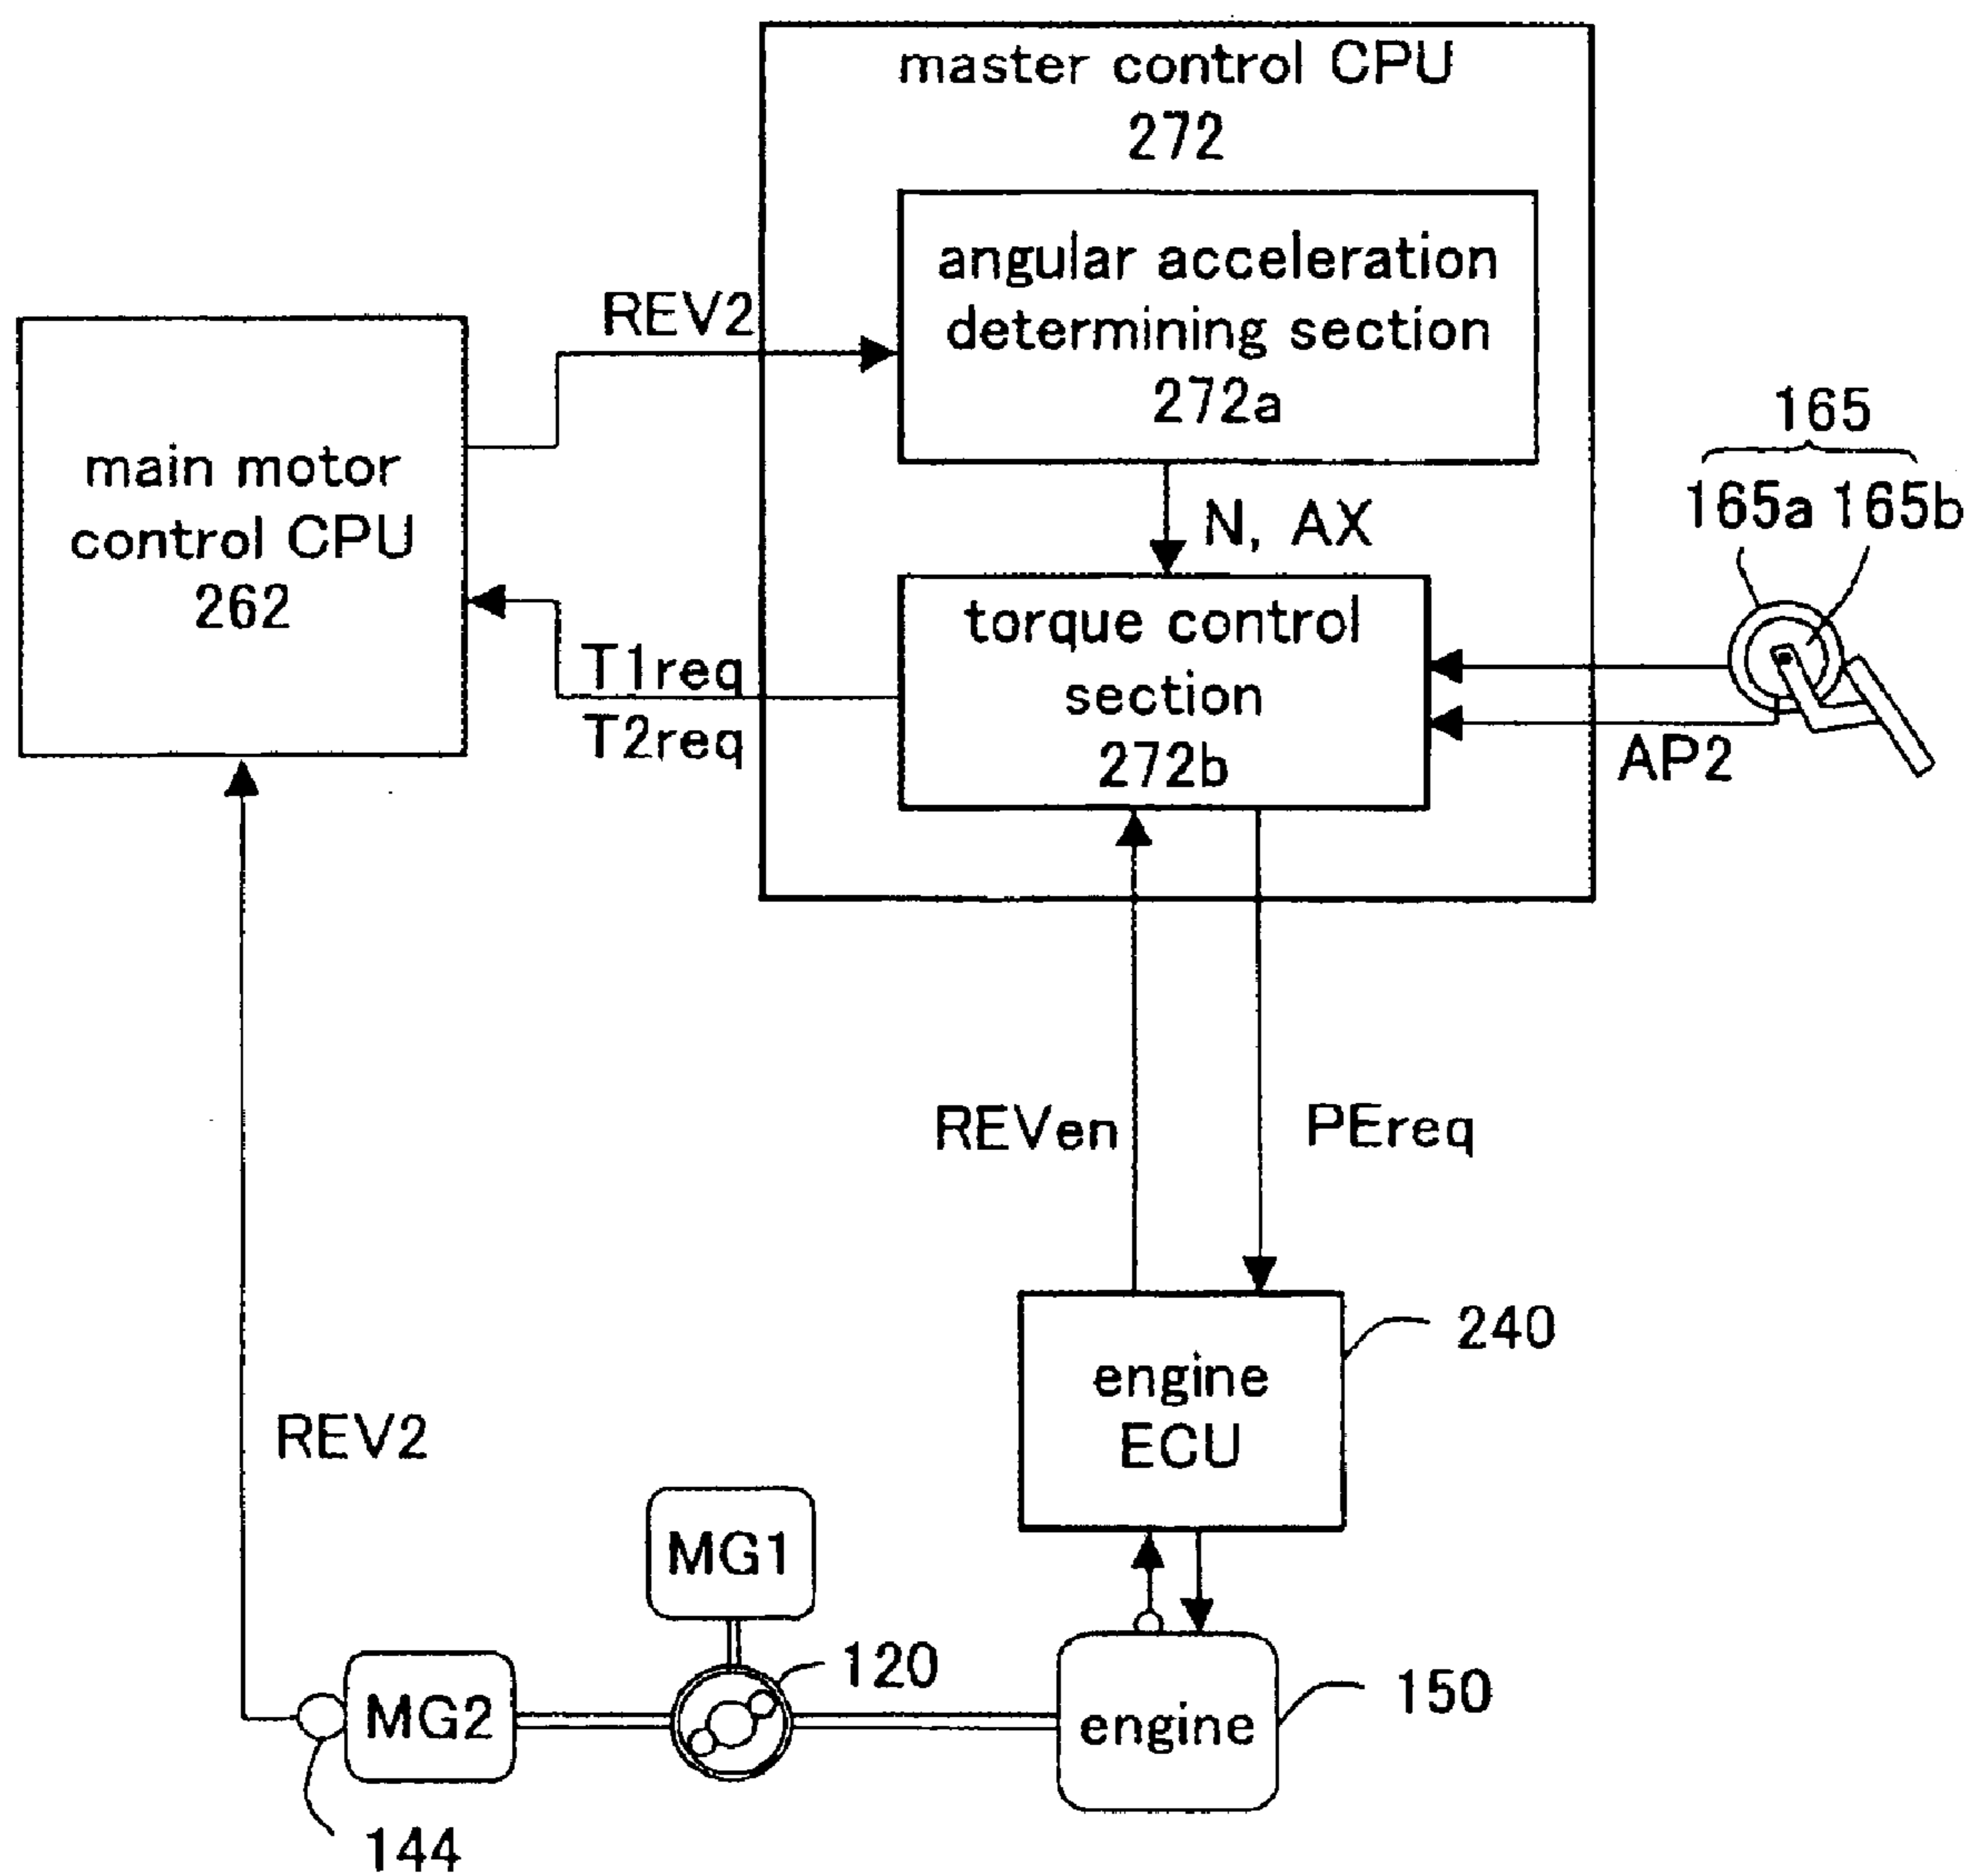 master control CPU
272
angular acceleration
determining section
272a
REV2
main motor
control CPU
262
N, AX
165
165a 165b
torque control
section
272b
T1req
T2req
AP2
REVen
PEreq
240
engine
ECU
REV2
MG1
120
MG2
engine
150
144